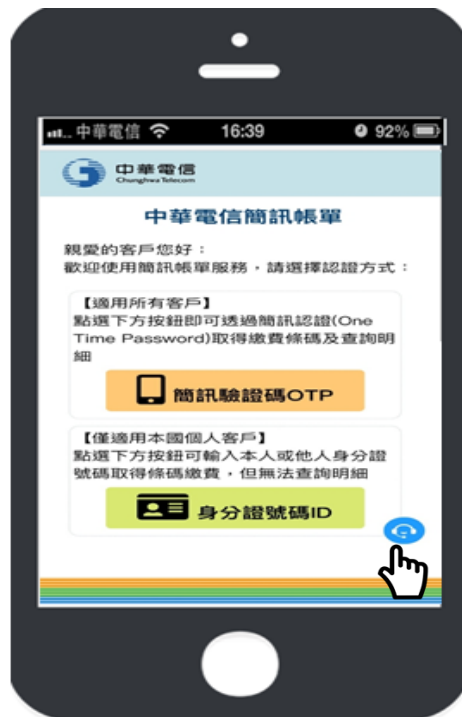 中華電信 16:39 92%
中華電信
Chunghwa Telecom
中華電信簡訊帳單
親愛的客戶您好：
歡迎使用簡訊帳單服務，請選擇認證方式：
【適用所有客戶】
點選下方按鈕即可透過簡訊認證(One
Time Password)取得繳費條碼及查詢明
細
簡訊驗證碼OTP
【僅適用本國個人客戶】
點選下方按鈕可輸入本人或他人身分證
號碼取得條碼繳費，但無法查詢明細
身分證號碼ID